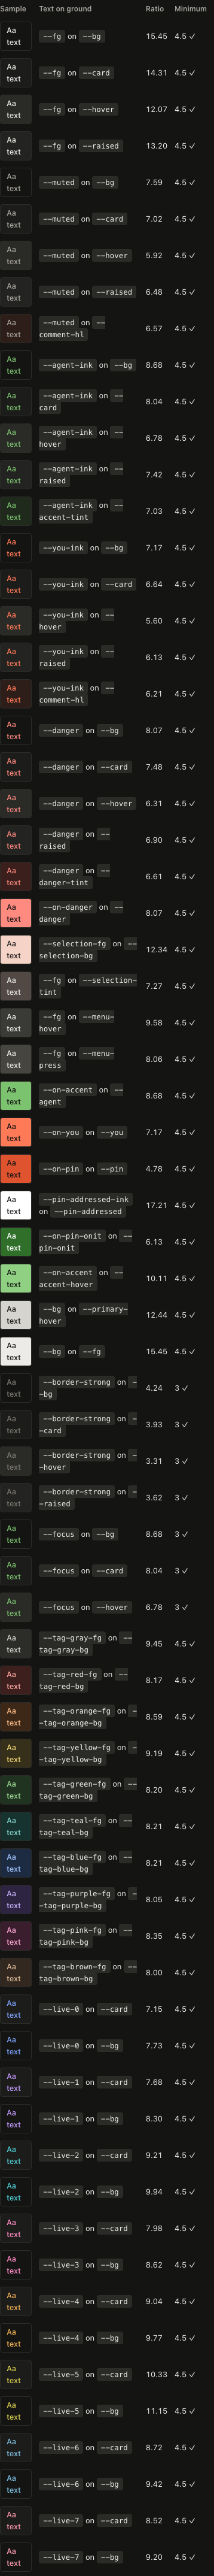 Sample Text on ground Ratio Minimum
Aa text --fg on --bg 15.45 4.5 ✓
Aa text --fg on --card 14.31 4.5 ✓
Aa text --fg on --hover 12.07 4.5 ✓
Aa text --fg on --raised 13.20 4.5 ✓
Aa text --muted on --bg 7.59 4.5 ✓
Aa text --muted on --card 7.02 4.5 ✓
Aa text --muted on --hover 5.92 4.5 ✓
Aa text --muted on --raised 6.48 4.5 ✓
Aa text --muted on --comment-hl 6.57 4.5 ✓
Aa text --agent-ink on --bg 8.68 4.5 ✓
Aa text --agent-ink on --card 8.04 4.5 ✓
Aa text --agent-ink on --hover 6.78 4.5 ✓
Aa text --agent-ink on --raised 7.42 4.5 ✓
Aa text --agent-ink on --accent-tint 7.03 4.5 ✓
Aa text --you-ink on --bg 7.17 4.5 ✓
Aa text --you-ink on --card 6.64 4.5 ✓
Aa text --you-ink on --hover 5.60 4.5 ✓
Aa text --you-ink on --raised 6.13 4.5 ✓
Aa text --you-ink on --comment-hl 6.21 4.5 ✓
Aa text --danger on --bg 8.07 4.5 ✓
Aa text --danger on --card 7.48 4.5 ✓
Aa text --danger on --hover 6.31 4.5 ✓
Aa text --danger on --raised 6.90 4.5 ✓
Aa text --danger on --danger-tint 6.61 4.5 ✓
Aa text --on-danger on --danger 8.07 4.5 ✓
Aa text --selection-fg on --selection-bg 12.34 4.5 ✓
Aa text --fg on --selection-tint 7.27 4.5 ✓
Aa text --fg on --menu-hover 9.58 4.5 ✓
Aa text --fg on --menu-press 8.06 4.5 ✓
Aa text --on-accent on --agent 8.68 4.5 ✓
Aa text --on-you on --you 7.17 4.5 ✓
Aa text --on-pin on --pin 4.78 4.5 ✓
Aa text --pin-addressed-ink on --pin-addressed 17.21 4.5 ✓
Aa text --on-pin-onit on --pin-onit 6.13 4.5 ✓
Aa text --on-accent on --accent-hover 10.11 4.5 ✓
Aa text --bg on --primary-hover 12.44 4.5 ✓
Aa text --bg on --fg 15.45 4.5 ✓
Aa text --border-strong on --bg 4.24 3 ✓
Aa text --border-strong on --card 3.93 3 ✓
Aa text --border-strong on --hover 3.31 3 ✓
Aa text --border-strong on --raised 3.62 3 ✓
Aa text --focus on --bg 8.68 3 ✓
Aa text --focus on --card 8.04 3 ✓
Aa text --focus on --hover 6.78 3 ✓
Aa text --tag-gray-fg on --tag-gray-bg 9.45 4.5 ✓
Aa text --tag-red-fg on --tag-red-bg 8.17 4.5 ✓
Aa text --tag-orange-fg on --tag-orange-bg 8.59 4.5 ✓
Aa text --tag-yellow-fg on --tag-yellow-bg 9.19 4.5 ✓
Aa text --tag-green-fg on --tag-green-bg 8.20 4.5 ✓
Aa text --tag-teal-fg on --tag-teal-bg 8.21 4.5 ✓
Aa text --tag-blue-fg on --tag-blue-bg 8.21 4.5 ✓
Aa text --tag-purple-fg on --tag-purple-bg 8.05 4.5 ✓
Aa text --tag-pink-fg on --tag-pink-bg 8.35 4.5 ✓
Aa text --tag-brown-fg on --tag-brown-bg 8.00 4.5 ✓
Aa text --live-0 on --card 7.15 4.5 ✓
Aa text --live-0 on --bg 7.73 4.5 ✓
Aa text --live-1 on --card 7.68 4.5 ✓
Aa text --live-1 on --bg 8.30 4.5 ✓
Aa text --live-2 on --card 9.21 4.5 ✓
Aa text --live-2 on --bg 9.94 4.5 ✓
Aa text --live-3 on --card 7.98 4.5 ✓
Aa text --live-3 on --bg 8.62 4.5 ✓
Aa text --live-4 on --card 9.04 4.5 ✓
Aa text --live-4 on --bg 9.77 4.5 ✓
Aa text --live-5 on --card 10.33 4.5 ✓
Aa text --live-5 on --bg 11.15 4.5 ✓
Aa text --live-6 on --card 8.72 4.5 ✓
Aa text --live-6 on --bg 9.42 4.5 ✓
Aa text --live-7 on --card 8.52 4.5 ✓
Aa text --live-7 on --bg 9.20 4.5 ✓